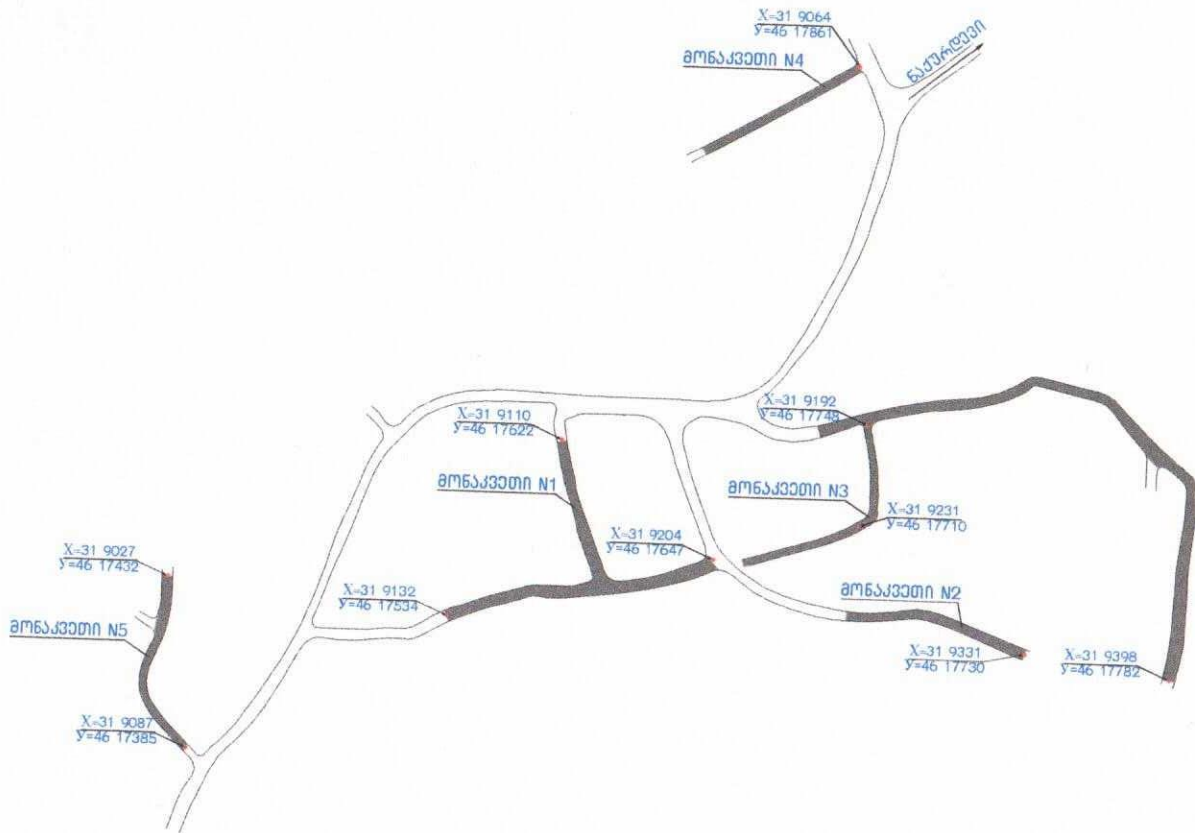 X=31 9064
У=46 17861
მონაკვეთი N4
ნაქურდევი
X=31 9192
У=46 17748
X=31 9110
У=46 17622
მონაკვეთი N1
მონაკვეთი N3
X=31 9231
У=46 17710
X=31 9204
У=46 17647
X=31 9027
У=46 17432
X=31 9132
У=46 17534
მონაკვეთი N2
მონაკვეთი N5
X=31 9331
У=46 17730
X=31 9398
У=46 17782
X=31 9087
У=46 17385